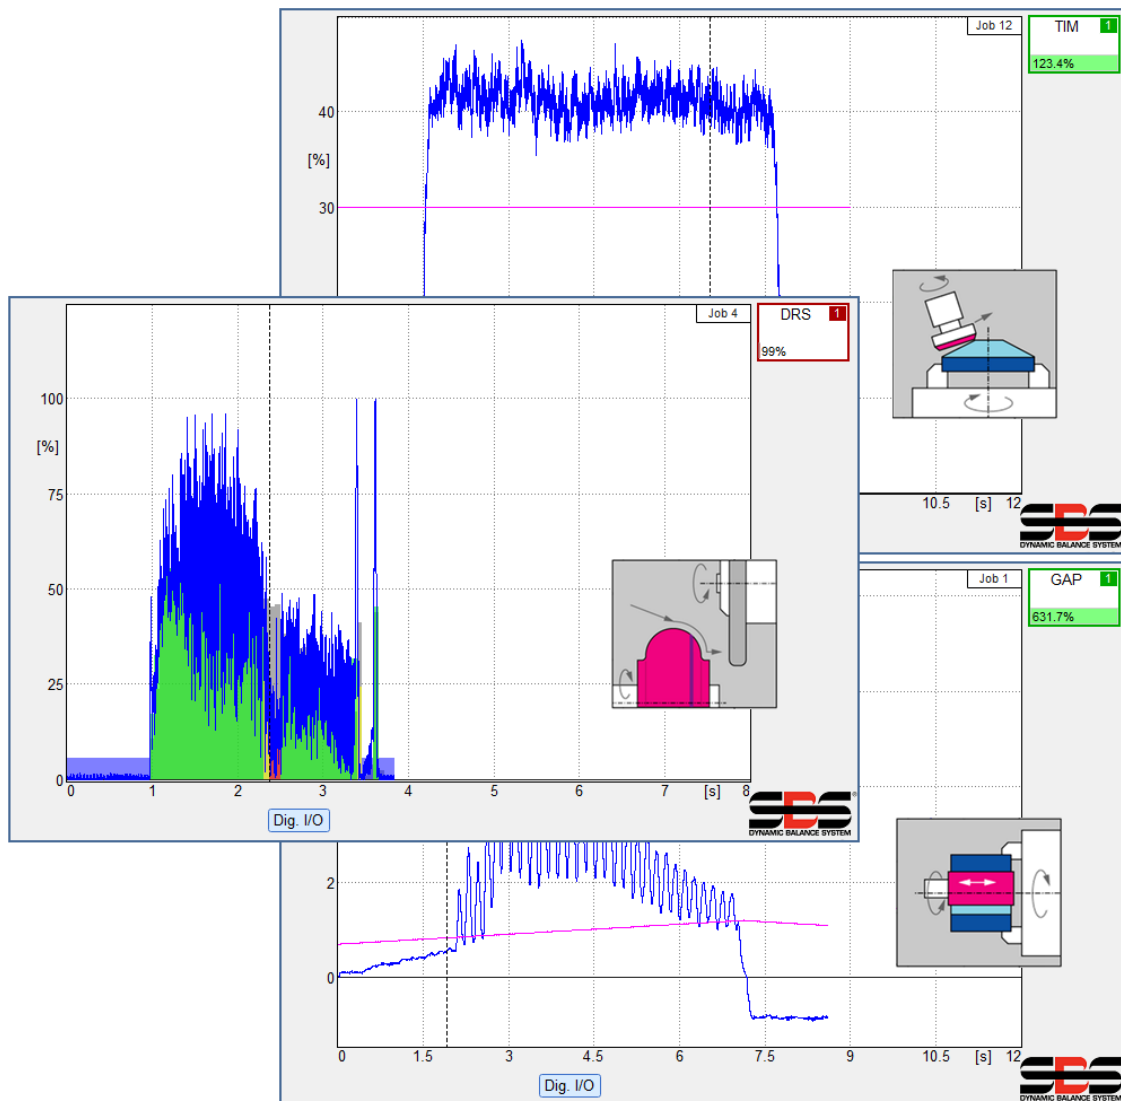 Job 12
TIM 1
123.4%
40
[%]
30
10.5 [s] 12
SBS
DYNAMIC BALANCE SYSTEM
Job 4
DRS 1
99%
100
[%]
75
50
25
0
0 1 2 3 4 5 6 7 [s] 8
Dig. I/O
SBS®
DYNAMIC BALANCE SYSTEM
Job 1
GAP 1
631.7%
2
0
0 1.5 3 4.5 6 7.5 9 10.5 [s] 12
Dig. I/O
SBS
DYNAMIC BALANCE SYSTEM